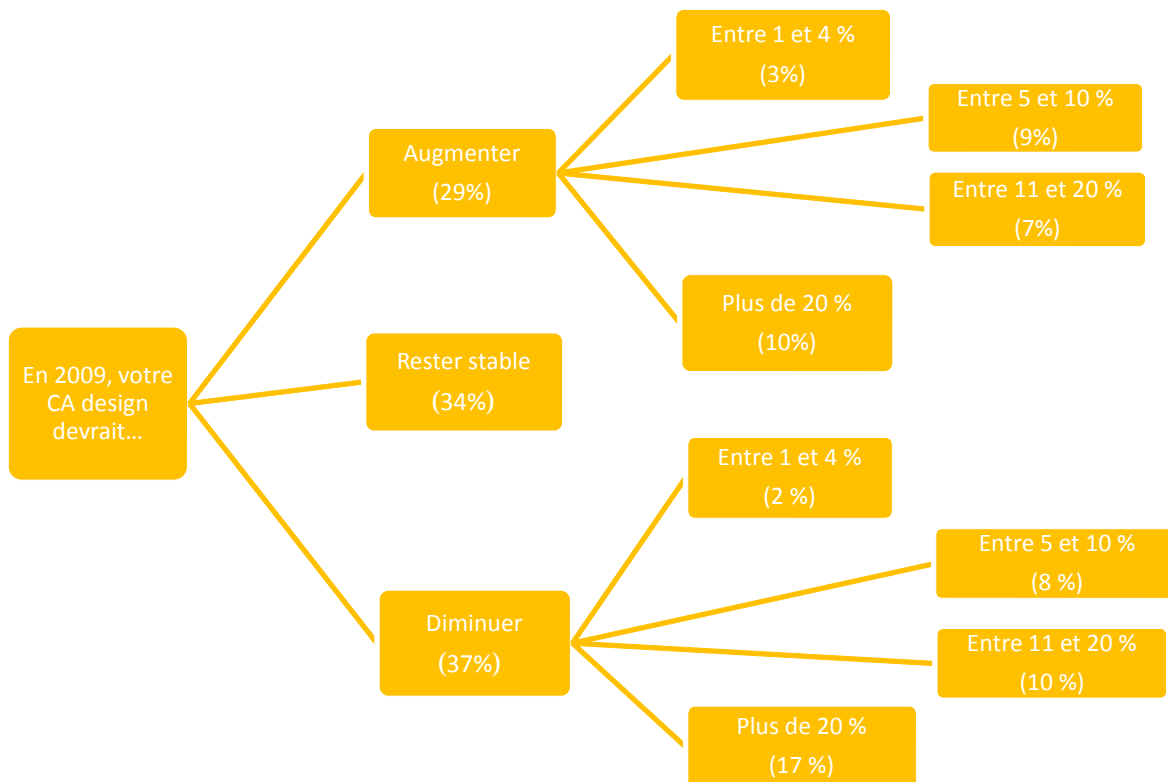 En 2009, votre
CA design
devrait…
Augmenter
(29%)
Entre 1 et 4 %
(3%)
Entre 5 et 10 %
(9%)
Entre 11 et 20 %
(7%)
Plus de 20 %
(10%)
Rester stable
(34%)
Diminuer
(37%)
Entre 1 et 4 %
(2 %)
Entre 5 et 10 %
(8 %)
Entre 11 et 20 %
(10 %)
Plus de 20 %
(17 %)